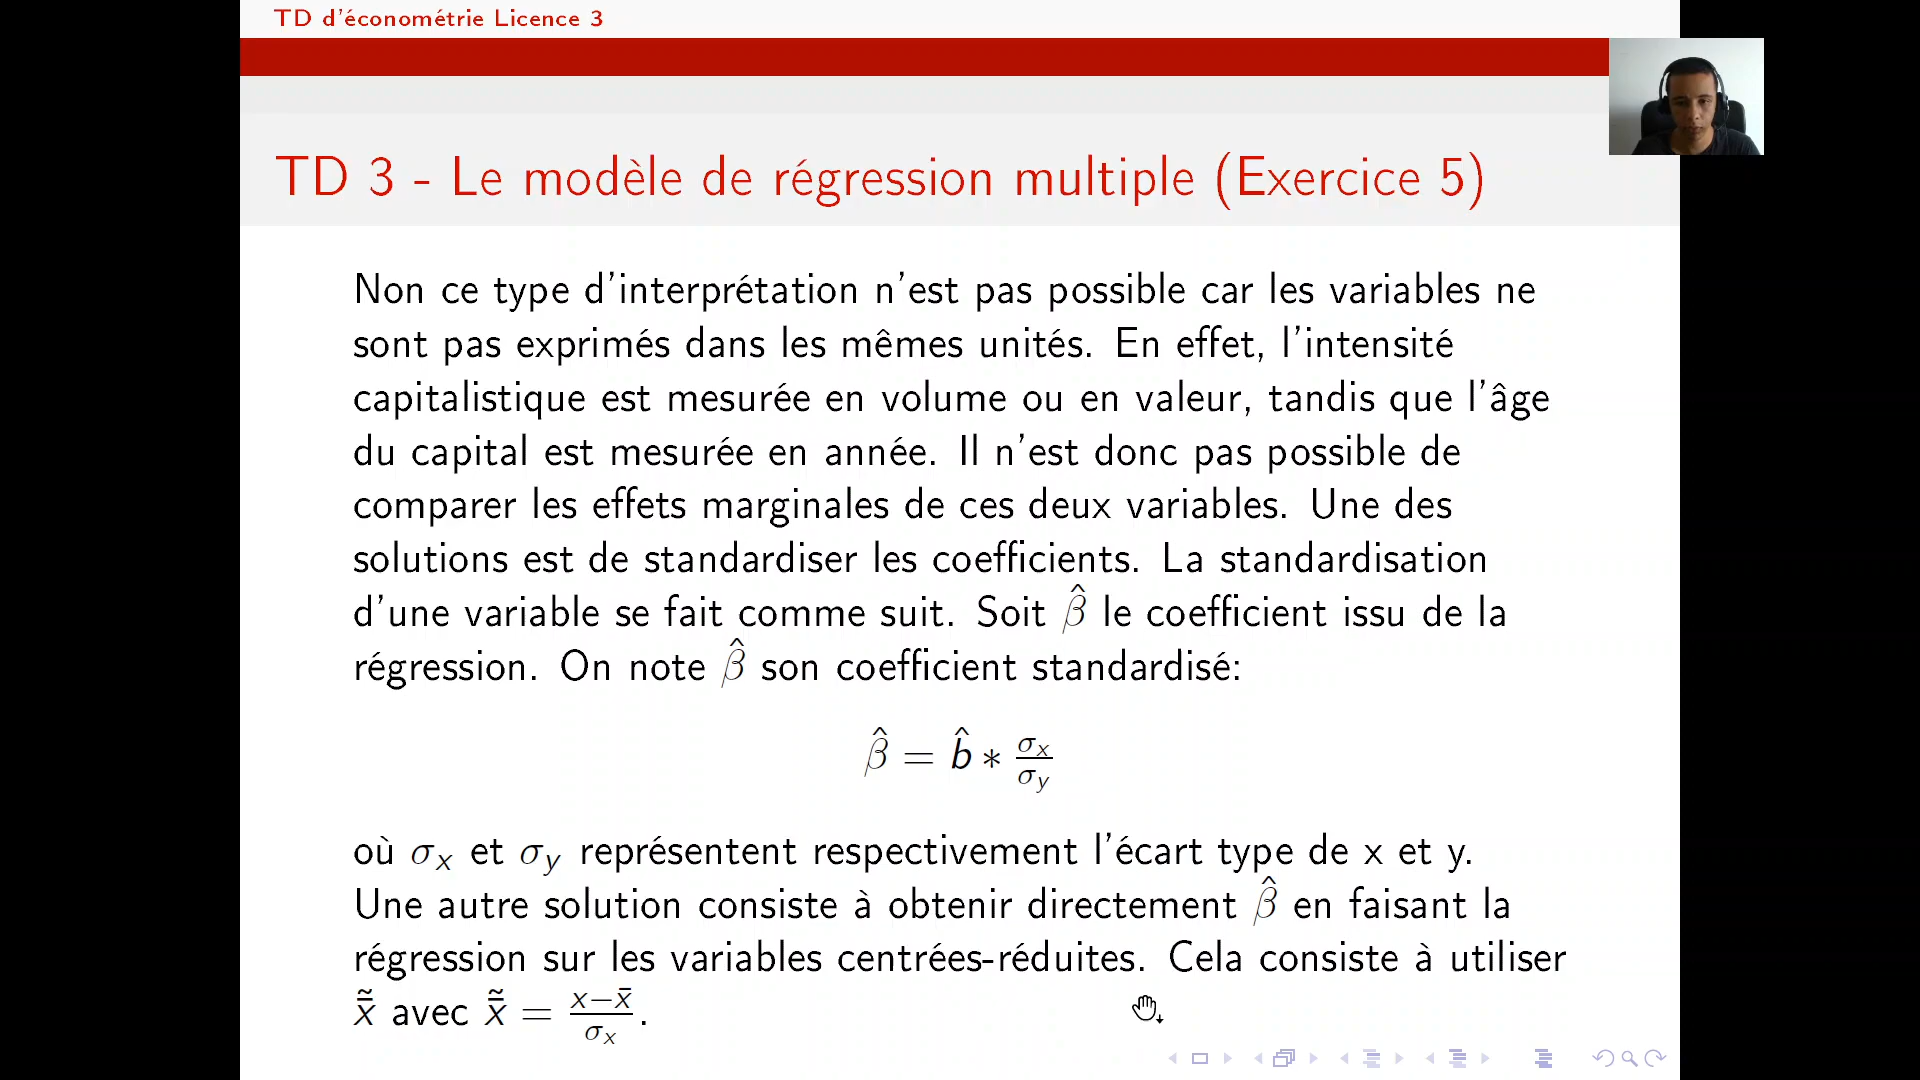 TD d'économétrie Licence 3
TD 3 - Le modèle de régression multiple (Exercice 5)
Non ce type d'interprétation n'est pas possible car les variables ne
sont pas exprimés dans les mêmes unités. En effet, l'intensité
capitalistique est mesurée en volume ou en valeur, tandis que l'âge
du capital est mesurée en année. Il n'est donc pas possible de
comparer les effets marginales de ces deux variables. Une des
solutions est de standardiser les coefficients. La standardisation
d'une variable se fait comme suit. Soit β̂ le coefficient issu de la
régression. On note β̂ son coefficient standardisé:
β̂ = b̂ ∗ σₓ/σ_y
où σₓ et σ_y représentent respectivement l'écart type de x et y.
Une autre solution consiste à obtenir directement β̂ en faisant la
régression sur les variables centrées-réduites. Cela consiste à utiliser
x̄̃̃ avec x̄̃̃ = (x−x̄)/σₓ.